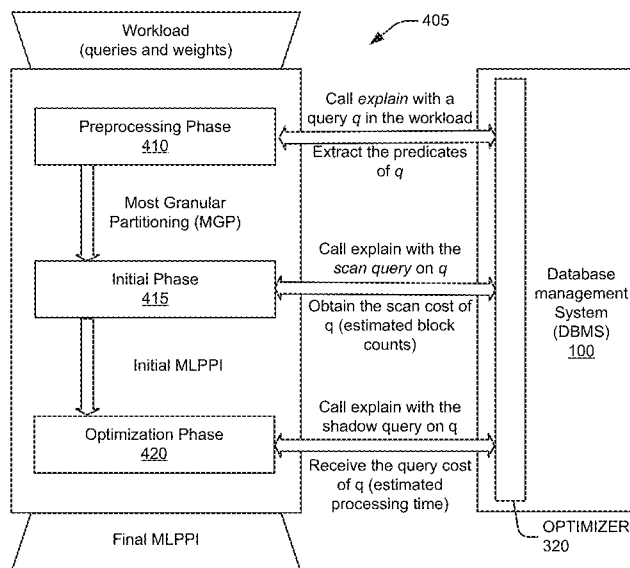 Workload
(queries and weights)
405
Preprocessing Phase
410
Call explain with a
query q in the workload
Extract the predicates
of q
Most Granular
Partitioning (MGP)
Initial Phase
415
Call explain with the
scan query on q
Obtain the scan cost of
q (estimated block
counts)
Database
management
System
(DBMS)
100
Initial MLPPI
Optimization Phase
420
Call explain with the
shadow query on q
Receive the query cost
of q (estimated
processing time)
Final MLPPI
OPTIMIZER
320